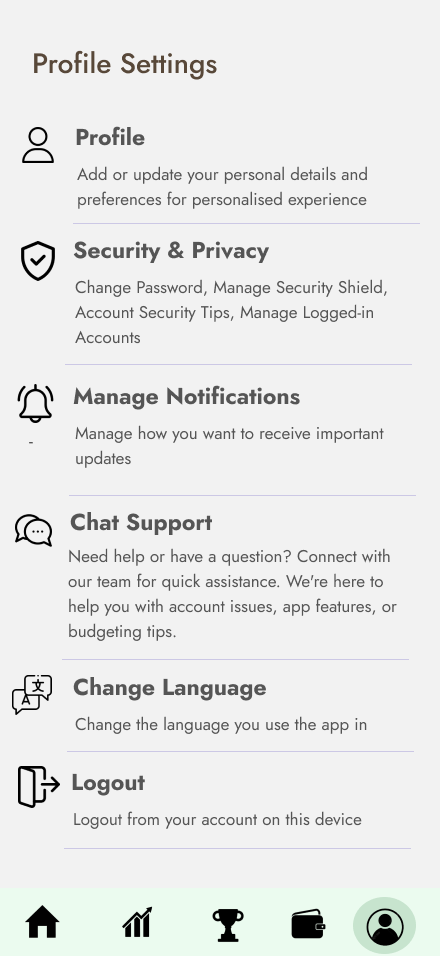 Profile Settings
Profile
Add or update your personal details and
preferences for personalised experience
Security & Privacy
Change Password, Manage Security Shield,
Account Security Tips, Manage Logged-in
Accounts
Manage Notifications
-
Manage how you want to receive important
updates
Chat Support
Need help or have a question? Connect with
our team for quick assistance. We're here to
help you with account issues, app features, or
budgeting tips.
文
A
Change Language
Change the language you use the app in
Logout
Logout from your account on this device